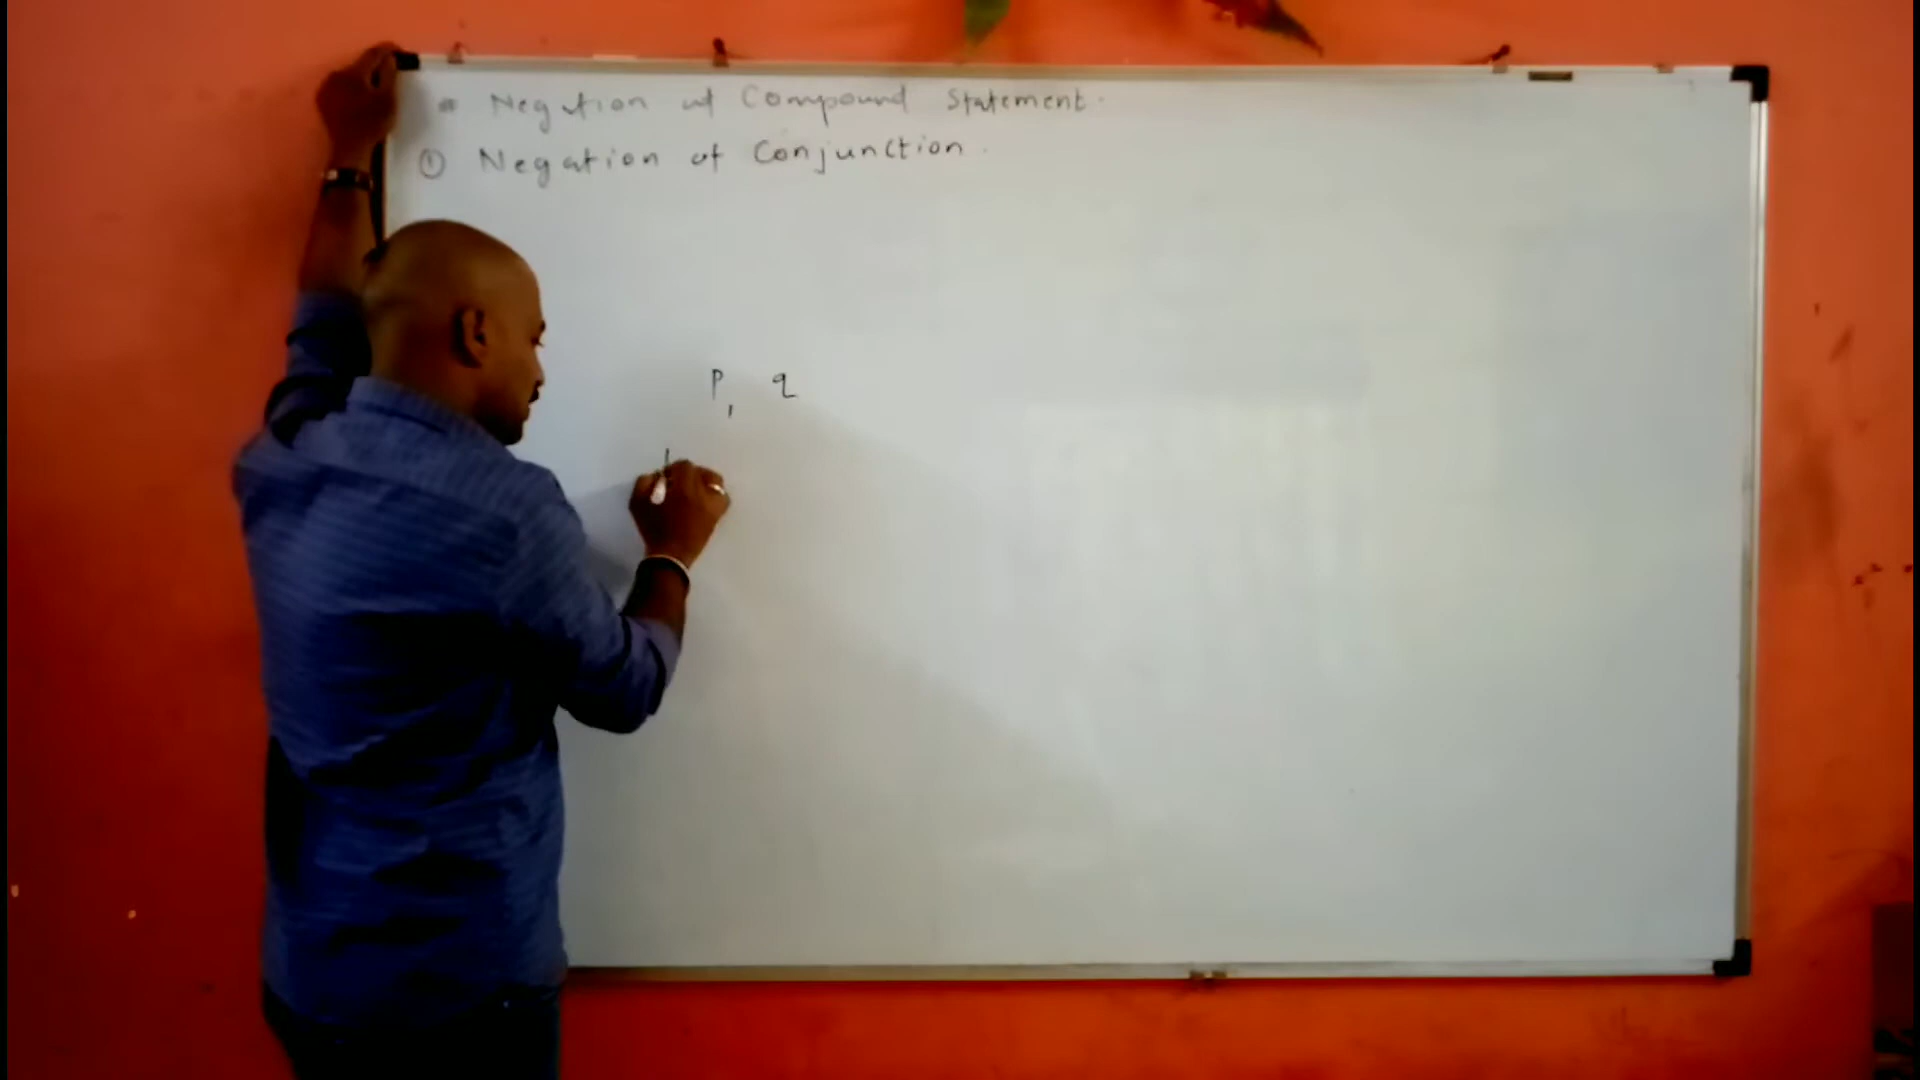 * Negation of Compound Statement.
① Negation of Conjunction.
P, q